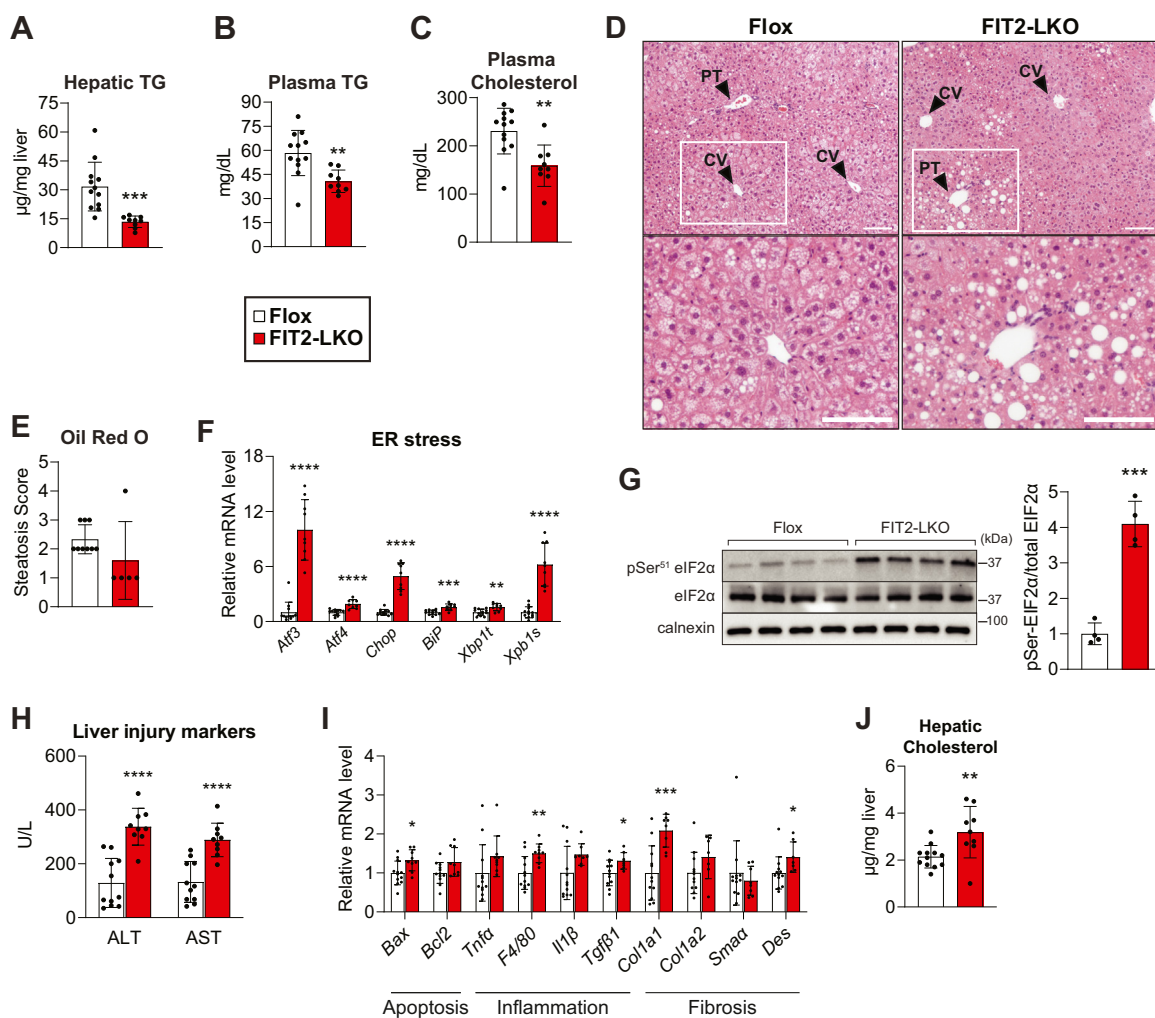 A
Hepatic TG
µg/mg liver
75
60
45
30
15
0
***
B
Plasma TG
mg/dL
90
75
60
45
30
15
0
**
C
Plasma
Cholesterol
mg/dL
300
200
100
0
**
Flox
FIT2-LKO
D
Flox
FIT2-LKO
PT
CV
CV
CV
CV
PT
E
Oil Red O
Steatosis Score
5
4
3
2
1
0
F
ER stress
Relative mRNA level
18
12
6
2
0
****
****
****
***
**
****
Atf3
Atf4
Chop
BiP
Xbp1t
Xpb1s
G
Flox
FIT2-LKO
(kDa)
pSer⁵¹ eIF2α
37
eIF2α
37
calnexin
100
pSer-EIF2α/total EIF2α
6
5
4
3
2
1
0
***
H
Liver injury markers
U/L
600
400
200
0
****
****
ALT
AST
I
Relative mRNA level
4
3
2
1
0
*
**
*
***
*
Bax
Bcl2
Tnfα
F4/80
Il1β
Tgfβ1
Col1a1
Col1a2
Smaα
Des
Apoptosis
Inflammation
Fibrosis
J
Hepatic
Cholesterol
µg/mg liver
6
4
2
0
**